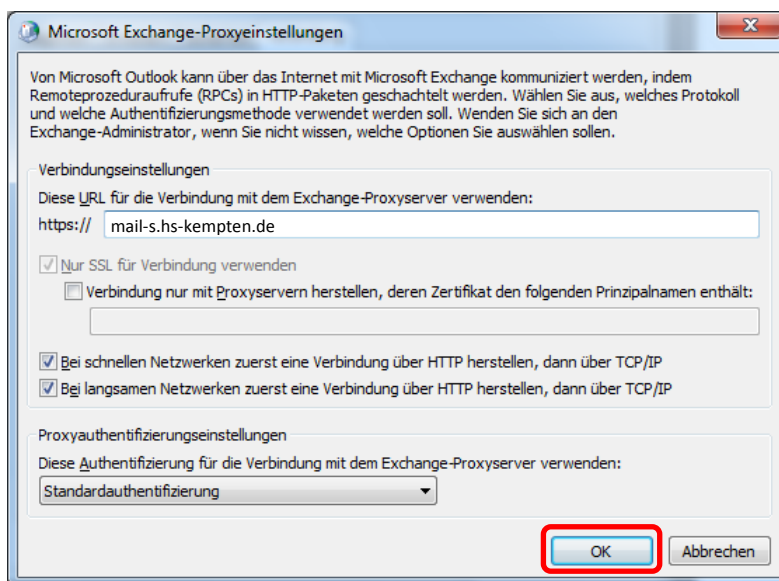 Microsoft Exchange-Proxyeinstellungen
Von Microsoft Outlook kann über das Internet mit Microsoft Exchange kommuniziert werden, indem
Remoteprozeduraufrufe (RPCs) in HTTP-Paketen geschachtelt werden. Wählen Sie aus, welches Protokoll
und welche Authentifizierungsmethode verwendet werden soll. Wenden Sie sich an den
Exchange-Administrator, wenn Sie nicht wissen, welche Optionen Sie auswählen sollen.
Verbindungseinstellungen
Diese URL für die Verbindung mit dem Exchange-Proxyserver verwenden:
https:// mail-s.hs-kempten.de
Nur SSL für Verbindung verwenden
Verbindung nur mit Proxyservern herstellen, deren Zertifikat den folgenden Prinzipalnamen enthält:
Bei schnellen Netzwerken zuerst eine Verbindung über HTTP herstellen, dann über TCP/IP
Bei langsamen Netzwerken zuerst eine Verbindung über HTTP herstellen, dann über TCP/IP
Proxyauthentifizierungseinstellungen
Diese Authentifizierung für die Verbindung mit dem Exchange-Proxyserver verwenden:
Standardauthentifizierung
OK Abbrechen